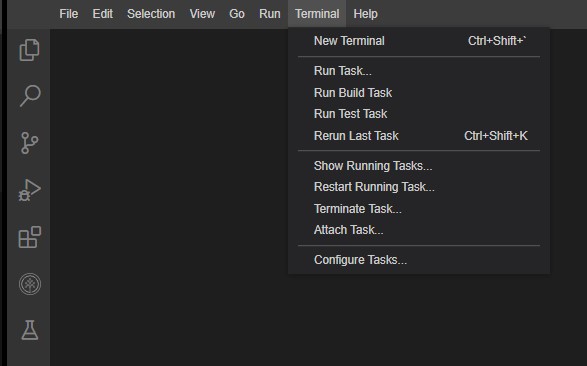 File Edit Selection View Go Run Terminal Help
New Terminal Ctrl+Shift+`
Run Task...
Run Build Task
Run Test Task
Rerun Last Task Ctrl+Shift+K
Show Running Tasks...
Restart Running Task...
Terminate Task...
Attach Task...
Configure Tasks...